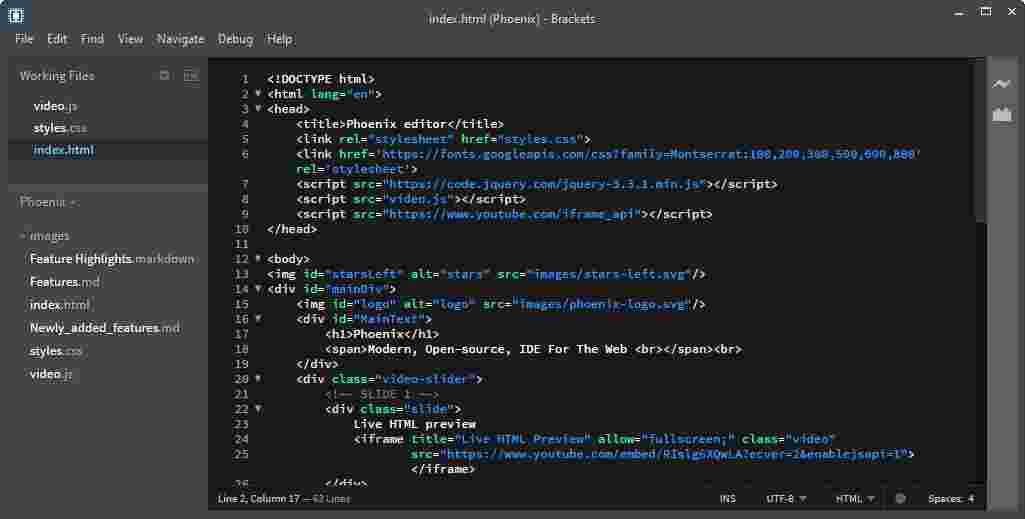 index.html (Phoenix) - Brackets
File Edit Find View Navigate Debug Help
Working Files
video.js
styles.css
index.html
Phoenix
images
Feature Highlights.markdown
Features.md
index.html
Newly_added_features.md
styles.css
video.js
1 <!DOCTYPE html>
2 <html lang="en">
3 <head>
4 <title>Phoenix editor</title>
5 <link rel="stylesheet" href="styles.css">
6 <link href='https://fonts.googleapis.com/css?family=Montserrat:100,200,300,500,600,800'
rel='stylesheet'>
7 <script src="https://code.jquery.com/jquery-3.3.1.min.js"></script>
8 <script src="video.js"></script>
9 <script src="https://www.youtube.com/iframe_api"></script>
10 </head>
11
12 <body>
13 <img id="starsLeft" alt="stars" src="images/stars-left.svg"/>
14 <div id="mainDiv">
15 <img id="logo" alt="logo" src="images/phoenix-logo.svg"/>
16 <div id="MainText">
17 <h1>Phoenix</h1>
18 <span>Modern, Open-source, IDE For The Web <br></span><br>
19 </div>
20 <div class="video-slider">
21 <!-- SLIDE 1 -->
22 <div class="slide">
23 Live HTML preview
24 <iframe title="Live HTML Preview" allow="fullscreen;" class="video"
25 src=
</iframe>
26 </div>
Line 2, Column 17 — 63 Lines
INS UTF-8 HTML Spaces: 4